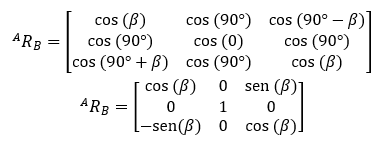 ᴬR_B = [cos (β) cos (90°) cos (90° − β)
cos (90°) cos (0) cos (90°)
cos (90° + β) cos (90°) cos (β)]
ᴬR_B = [cos (β) 0 sen (β)
0 1 0
−sen(β) 0 cos (β)]